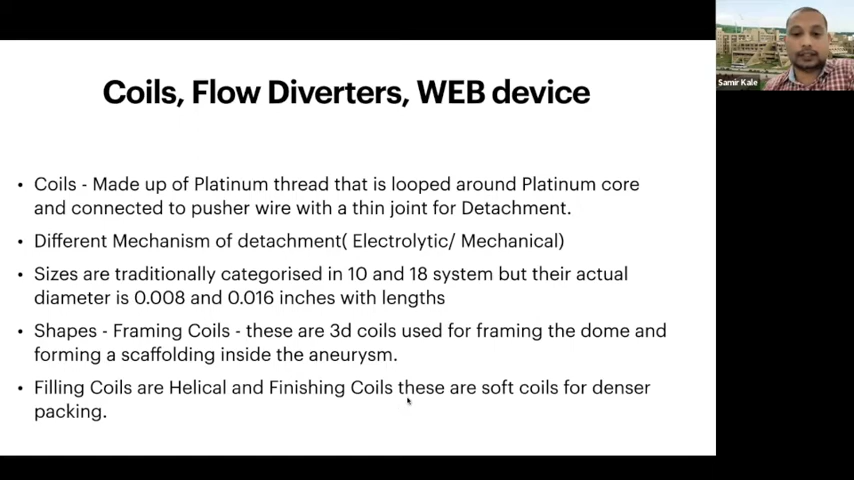 Coils, Flow Diverters, WEB device
Samir Kale
• Coils - Made up of Platinum thread that is looped around Platinum core
and connected to pusher wire with a thin joint for Detachment.
• Different Mechanism of detachment( Electrolytic/ Mechanical)
• Sizes are traditionally categorised in 10 and 18 system but their actual
diameter is 0.008 and 0.016 inches with lengths
• Shapes - Framing Coils - these are 3d coils used for framing the dome and
forming a scaffolding inside the aneurysm.
• Filling Coils are Helical and Finishing Coils these are soft coils for denser
packing.